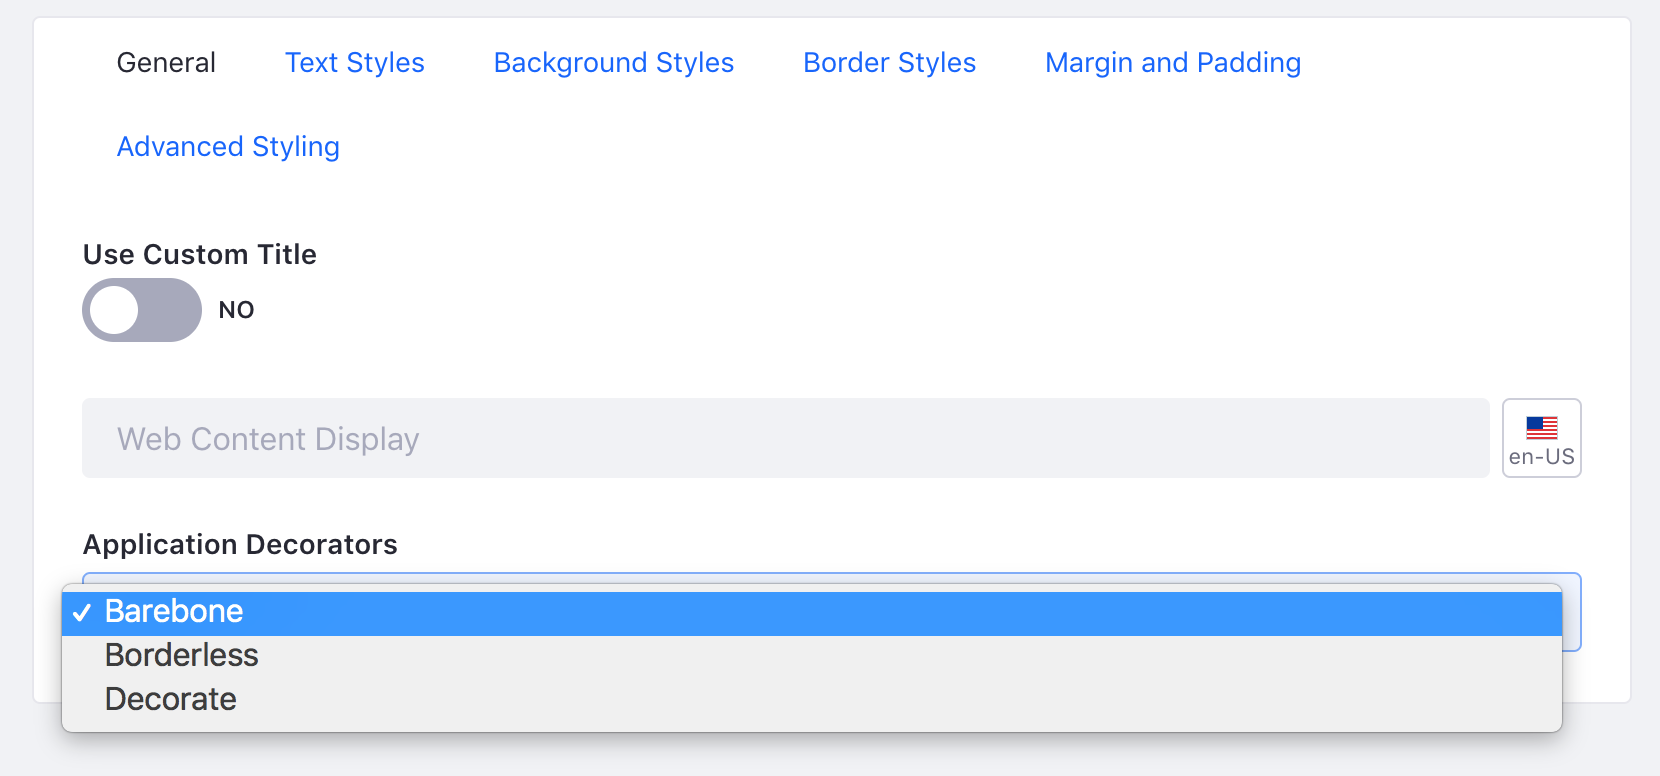 General Text Styles Background Styles Border Styles Margin and Padding
Advanced Styling
Use Custom Title
NO
Web Content Display
en-US
Application Decorators
Barebone
Borderless
Decorate